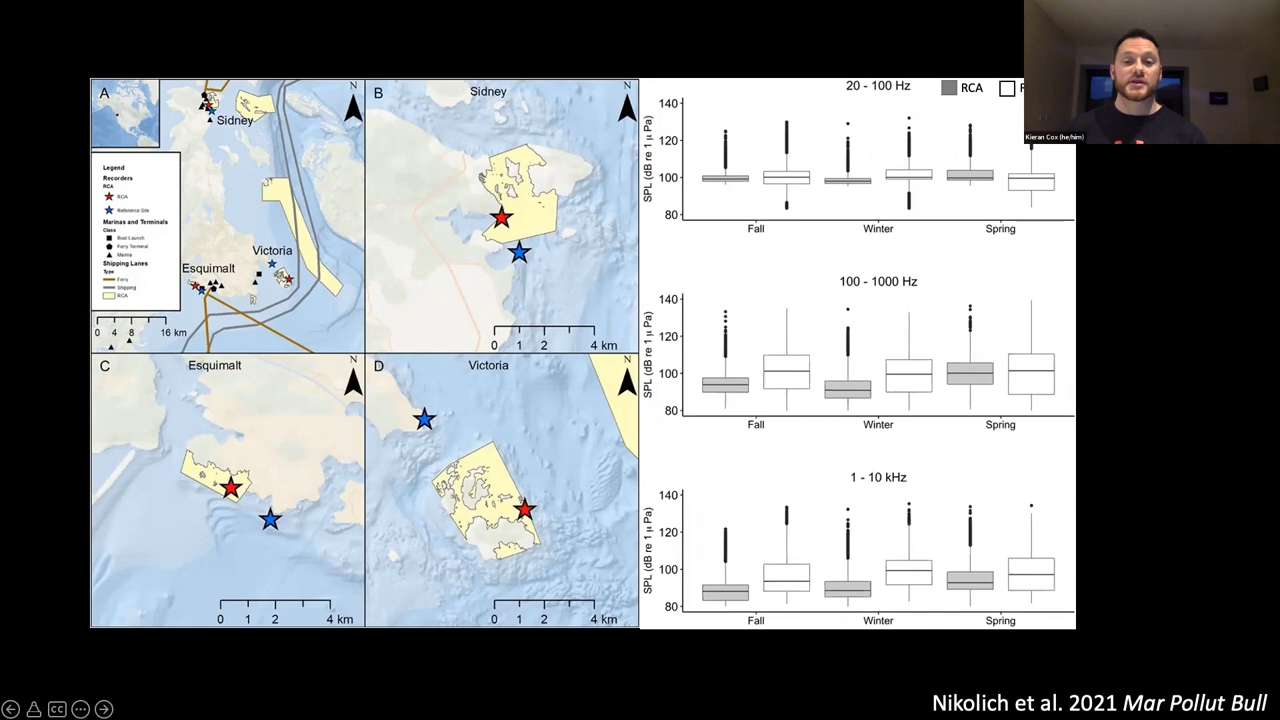 A
N
Sidney
Legend
Recorders
RCA
RCA
Reference Site
Marinas and Terminals
Class
Boat Launch
Ferry Terminal
Marina
Shipping Lanes
Type
Ferry
Shipping
RCA
Victoria
Esquimalt
0 4 8 16 km
B
Sidney
N
0 1 2 4 km
C
Esquimalt
N
0 1 2 4 km
D
Victoria
N
0 1 2 4 km
20 - 100 Hz
RCA
SPL (dB re 1 μ Pa)
140
120
100
80
Fall Winter Spring
100 - 1000 Hz
SPL (dB re 1 μ Pa)
140
120
100
80
Fall Winter Spring
1 - 10 kHz
SPL (dB re 1 μ Pa)
140
120
100
80
Fall Winter Spring
Kieran Cox (he/him)
CC
Nikolich et al. 2021 Mar Pollut Bull